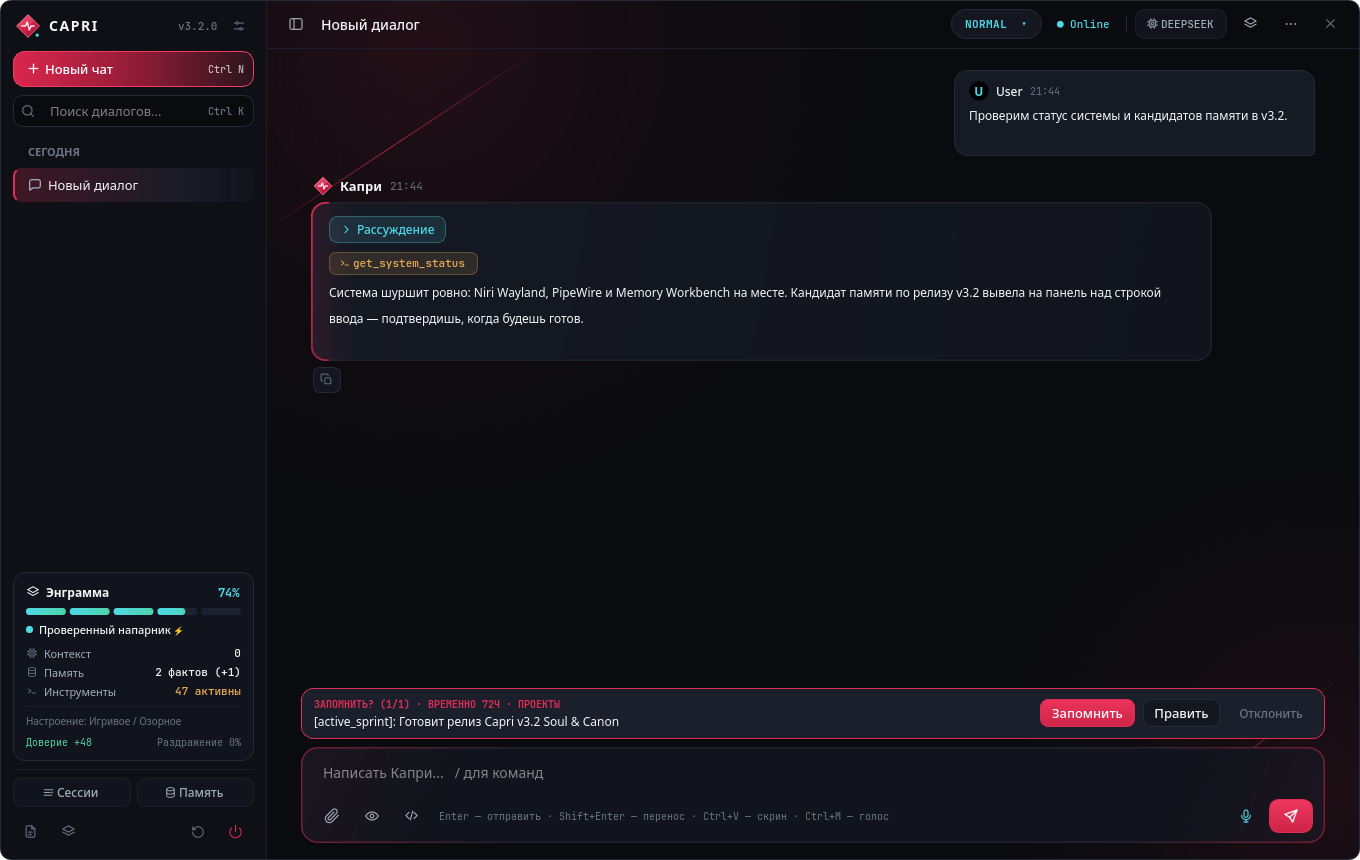 CAPRI
v3.2.0
Новый чат
Ctrl N
Поиск диалогов...
Ctrl K
СЕГОДНЯ
Новый диалог
Энграмма
74%
Проверенный напарник⚡
Контекст
0
Память
2 фактов (+1)
Инструменты
47 активны
Настроение: Игривое / Озорное
Доверие +48
Раздражение 0%
Сессии
Память
Новый диалог
NORMAL
Online
DEEPSEEK
U
User 21:44
Проверим статус системы и кандидатов памяти в v3.2.
Капри 21:44
Рассуждение
get_system_status
Система шуршит ровно: Niri Wayland, PipeWire и Memory Workbench на месте. Кандидат памяти по релизу v3.2 вывела на панель над строкой
ввода — подтвердишь, когда будешь готов.
ЗАПОМНИТЬ? (1/1) · ВРЕМЕННО 72Ч · ПРОЕКТЫ
[active_sprint]: Готовит релиз Capri v3.2 Soul & Canon
Запомнить
Править
Отклонить
Написать Капри... / для команд
Enter — отправить · Shift+Enter — перенос · Ctrl+V — скрин · Ctrl+M — голос